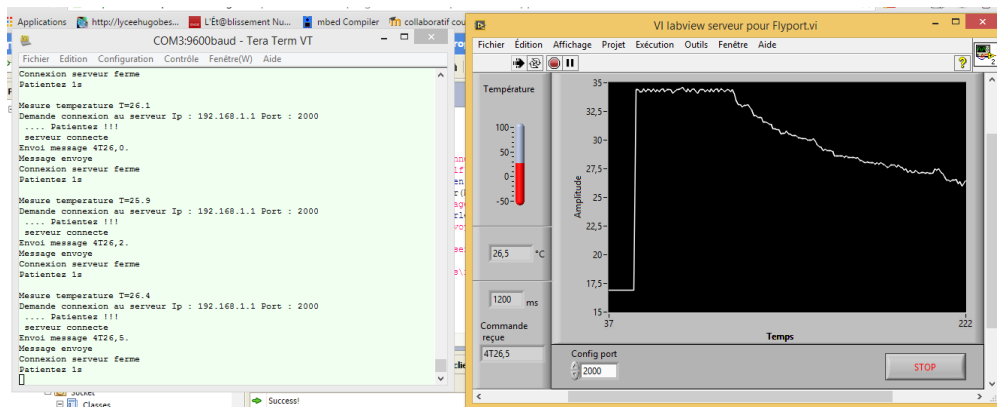 Applications
http://lyceehugobes...
L'Ét@blissement Nu...
mbed Compiler
collaboratif cou
COM3:9600baud - Tera Term VT
Fichier Edition Configuration Contrôle Fenêtre(W) Aide
Connexion serveur ferme
Patientez 1s
Mesure temperature T=26.1
Demande connexion au serveur Ip : 192.168.1.1 Port : 2000
.... Patientez !!!
serveur connecte
Envoi message 4T26,0.
Message envoye
Connexion serveur ferme
Patientez 1s
Mesure temperature T=25.9
Demande connexion au serveur Ip : 192.168.1.1 Port : 2000
.... Patientez !!!
serveur connecte
Envoi message 4T26,2.
Message envoye
Connexion serveur ferme
Patientez 1s
Mesure temperature T=26.4
Demande connexion au serveur Ip : 192.168.1.1 Port : 2000
.... Patientez !!!
serveur connecte
Envoi message 4T26,5.
Message envoye
Connexion serveur ferme
Patientez 1s
Socket
Classes
Success!
VI labview serveur pour Flyport.vi
Fichier Édition Affichage Projet Exécution Outils Fenêtre Aide
2
Température
100
50
0
-50
26,5 °C
1200 ms
Commande
reçue
4T26,5
Amplitude
35
32,5
30
27,5
25
22,5
20
17,5
15
37
222
Temps
Config port
2000
STOP